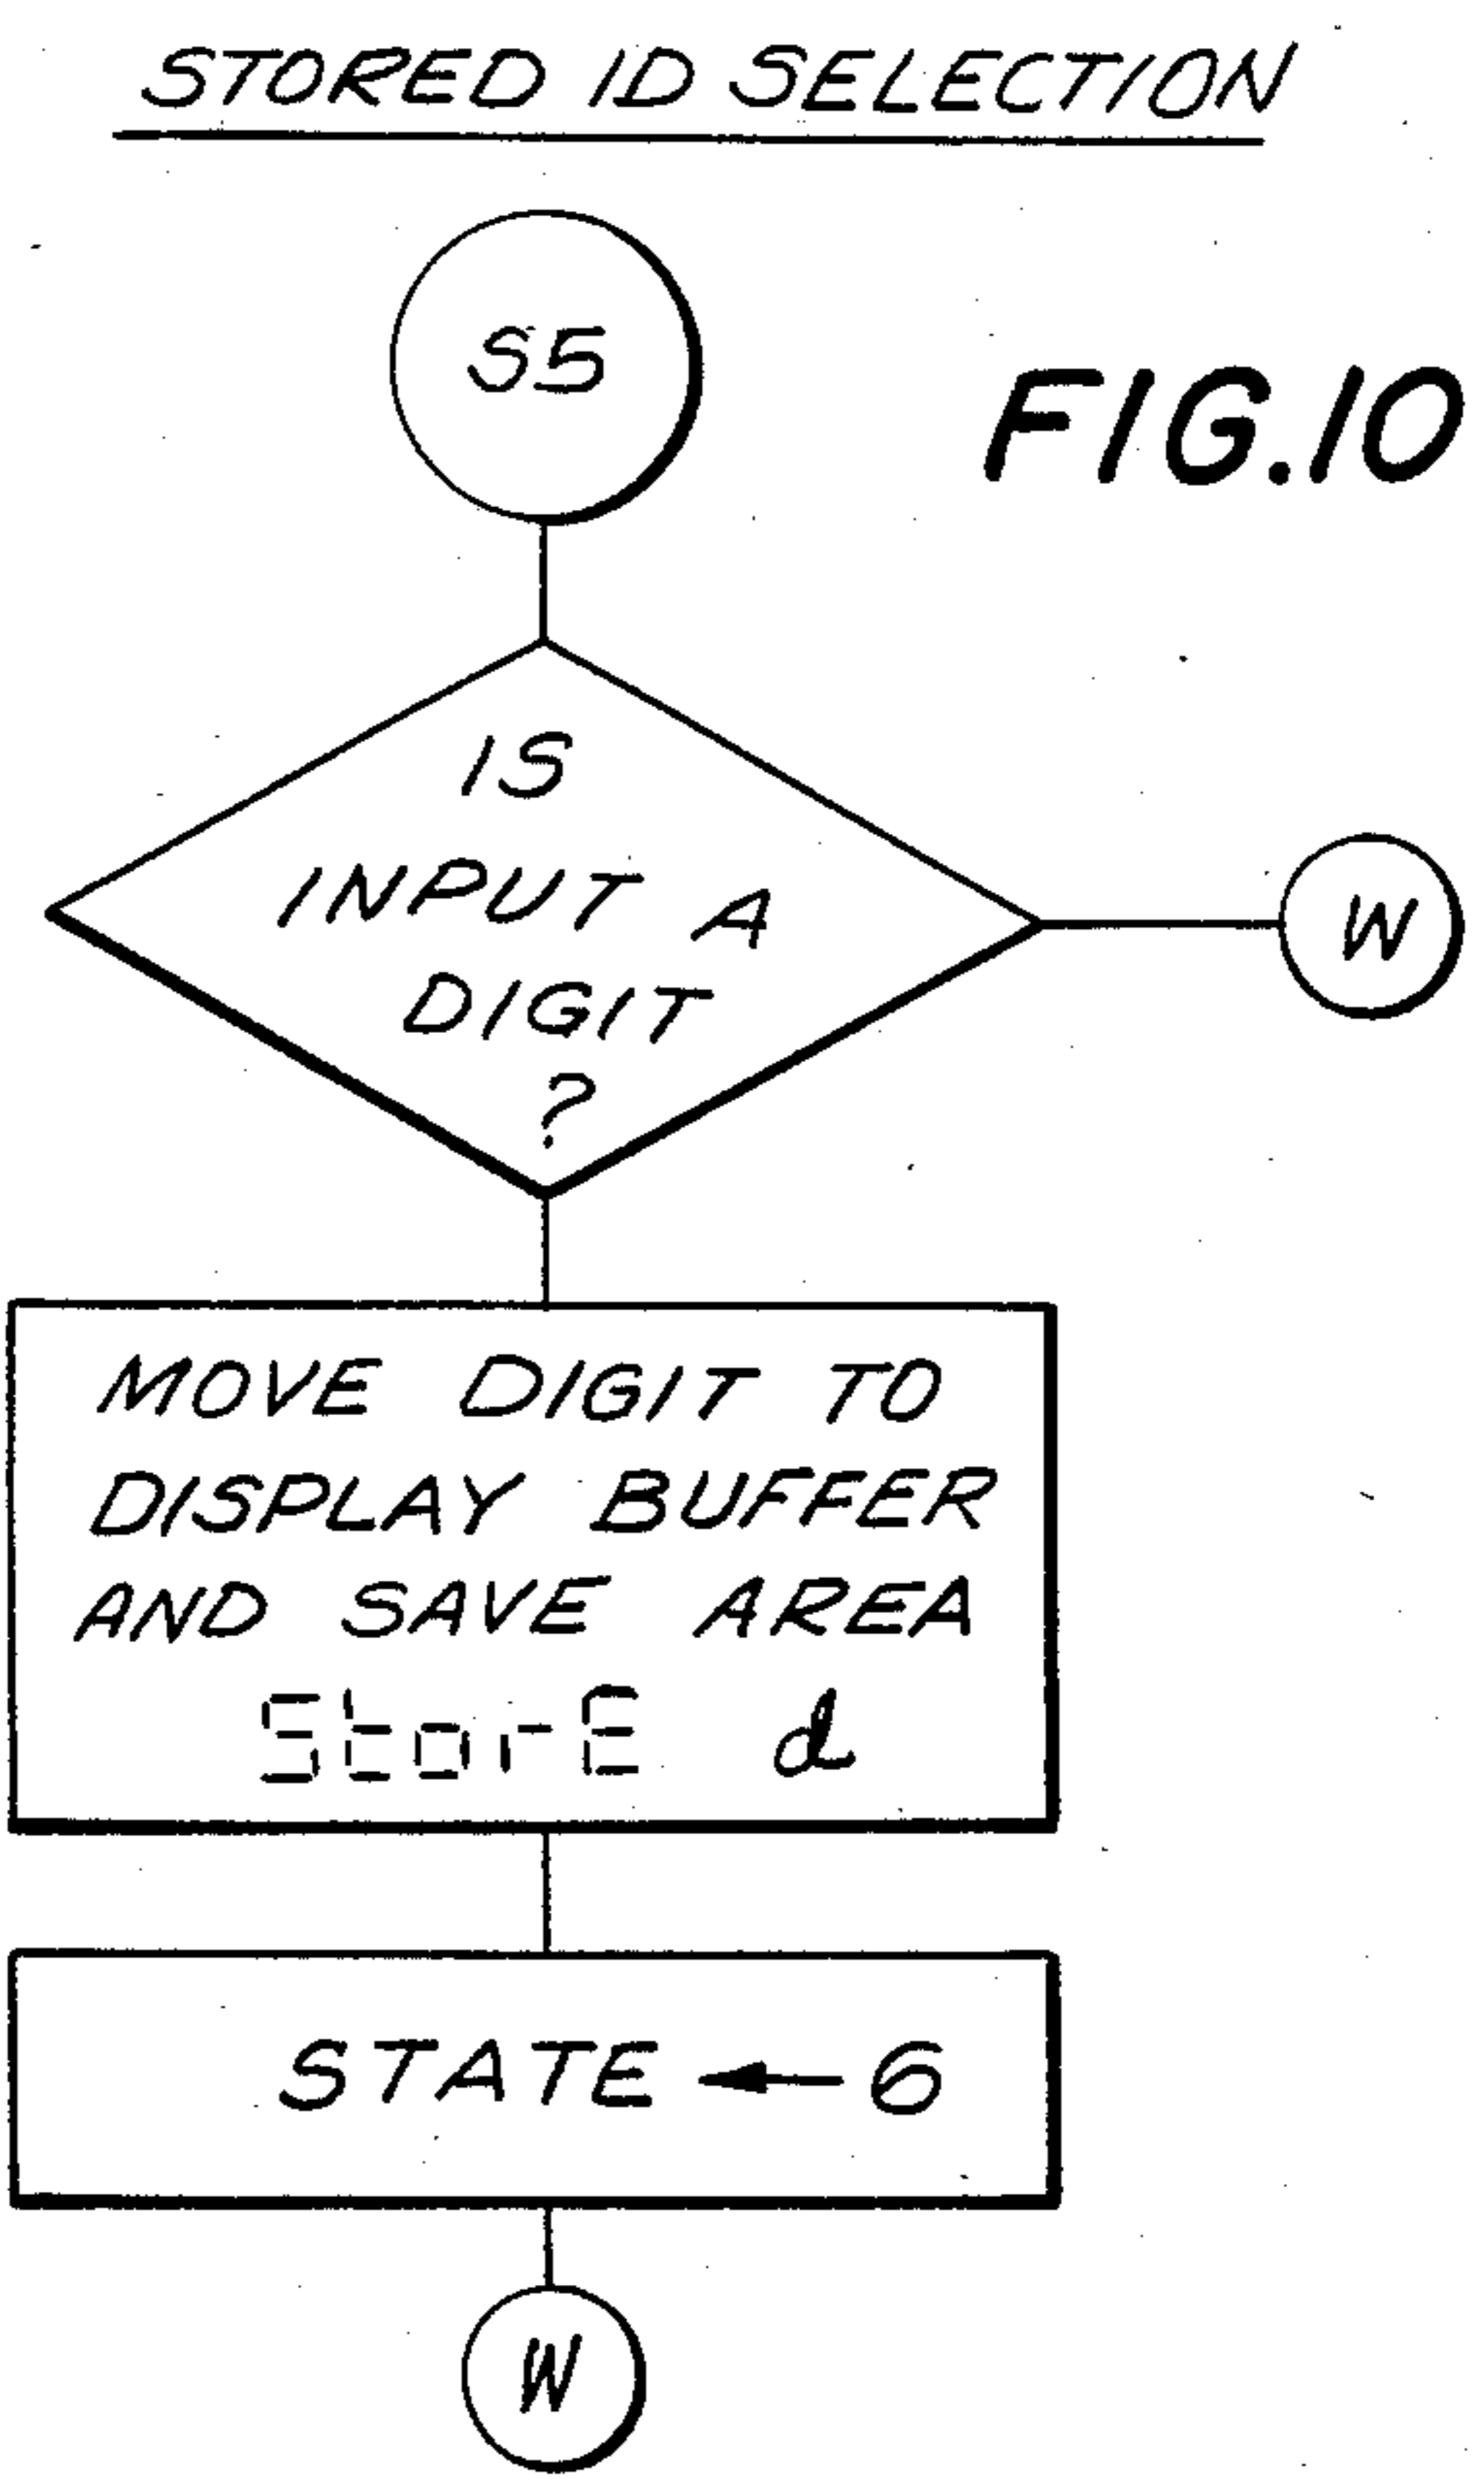 STORED ID SELECTION
S5
FIG.10
IS
INPUT A
DIGIT
?
W
MOVE DIGIT TO
DISPLAY BUFFER
AND SAVE AREA
StorE d
STATE ← 6
W